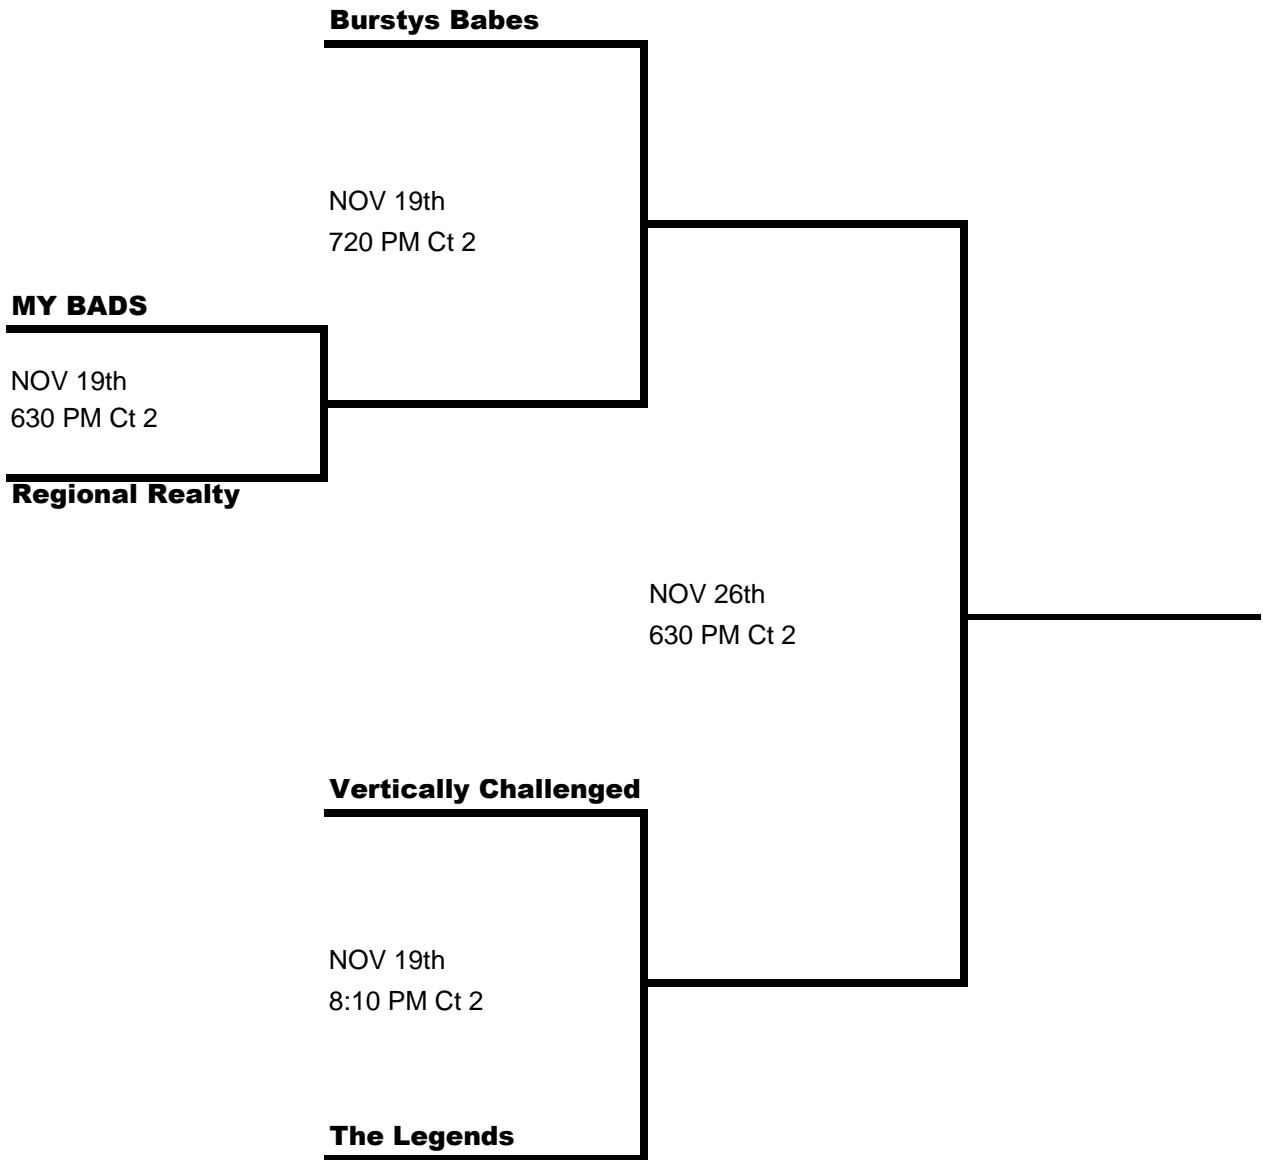 Burstys Babes
NOV 19th
720 PM Ct 2
MY BADS
NOV 19th
630 PM Ct 2
Regional Realty
NOV 26th
630 PM Ct 2
Vertically Challenged
NOV 19th
8:10 PM Ct 2
The Legends